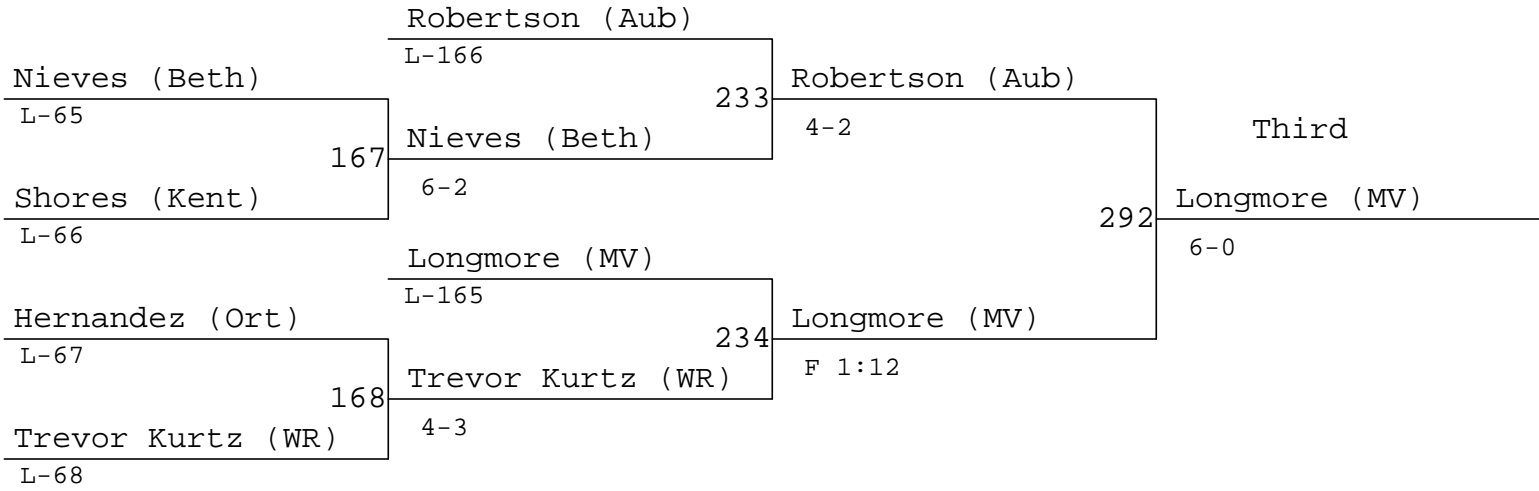 Robertson (Aub)
L-166
Nieves (Beth)
L-65
233
Robertson (Aub)
4-2
Third
167
Nieves (Beth)
6-2
Shores (Kent)
L-66
292
Longmore (MV)
6-0
Longmore (MV)
L-165
Hernandez (Ort)
L-67
234
Longmore (MV)
F 1:12
168
Trevor Kurtz (WR)
4-3
Trevor Kurtz (WR)
L-68